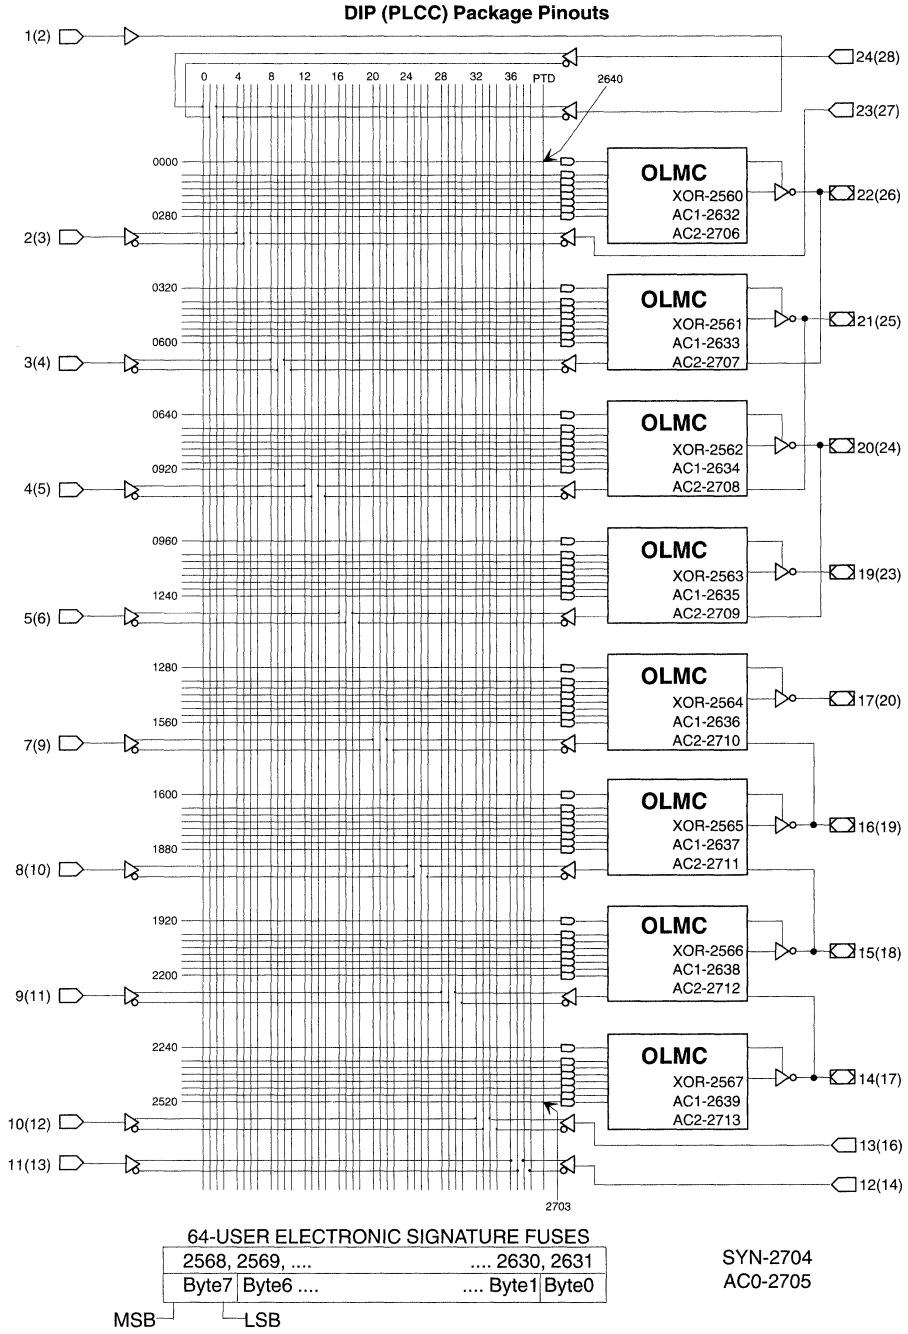 DIP (PLCC) Package Pinouts
1(2)
24(28)
0 4 8 12 16 20 24 28 32 36 PTD 2640
23(27)
0000
OLMC
XOR-2560
22(26)
AC1-2632
0280
AC2-2706
2(3)
0320
OLMC
XOR-2561
21(25)
AC1-2633
0600
AC2-2707
3(4)
0640
OLMC
XOR-2562
20(24)
AC1-2634
0920
AC2-2708
4(5)
0960
OLMC
XOR-2563
19(23)
AC1-2635
1240
AC2-2709
5(6)
1280
OLMC
XOR-2564
17(20)
AC1-2636
1560
AC2-2710
7(9)
1600
OLMC
XOR-2565
16(19)
AC1-2637
1880
AC2-2711
8(10)
1920
OLMC
XOR-2566
15(18)
AC1-2638
2200
AC2-2712
9(11)
2240
OLMC
XOR-2567
14(17)
AC1-2639
2520
AC2-2713
10(12)
13(16)
11(13)
12(14)
2703
64-USER ELECTRONIC SIGNATURE FUSES
2568, 2569, .... .... 2630, 2631
Byte7 Byte6 .... .... Byte1 Byte0
MSB LSB
SYN-2704
AC0-2705